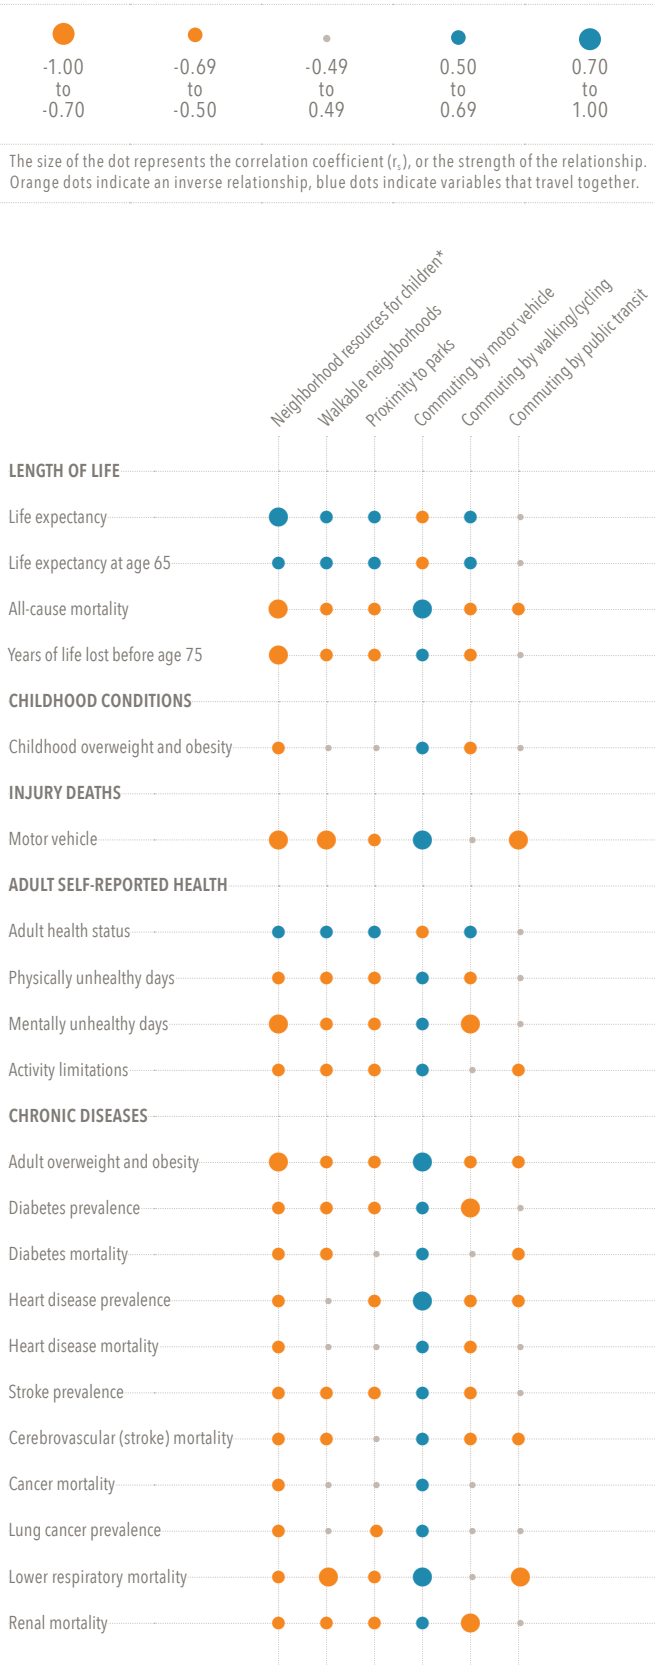 -1.00
to
-0.70
-0.69
to
-0.50
-0.49
to
0.49
0.50
to
0.69
0.70
to
1.00
The size of the dot represents the correlation coefficient (rs), or the strength of the relationship.
Orange dots indicate an inverse relationship, blue dots indicate variables that travel together.
Neighborhood resources for children*
Walkable neighborhoods
Proximity to parks
Commuting by motor vehicle
Commuting by walking/cycling
Commuting by public transit
LENGTH OF LIFE
Life expectancy
Life expectancy at age 65
All-cause mortality
Years of life lost before age 75
CHILDHOOD CONDITIONS
Childhood overweight and obesity
INJURY DEATHS
Motor vehicle
ADULT SELF-REPORTED HEALTH
Adult health status
Physically unhealthy days
Mentally unhealthy days
Activity limitations
CHRONIC DISEASES
Adult overweight and obesity
Diabetes prevalence
Diabetes mortality
Heart disease prevalence
Heart disease mortality
Stroke prevalence
Cerebrovascular (stroke) mortality
Cancer mortality
Lung cancer prevalence
Lower respiratory mortality
Renal mortality